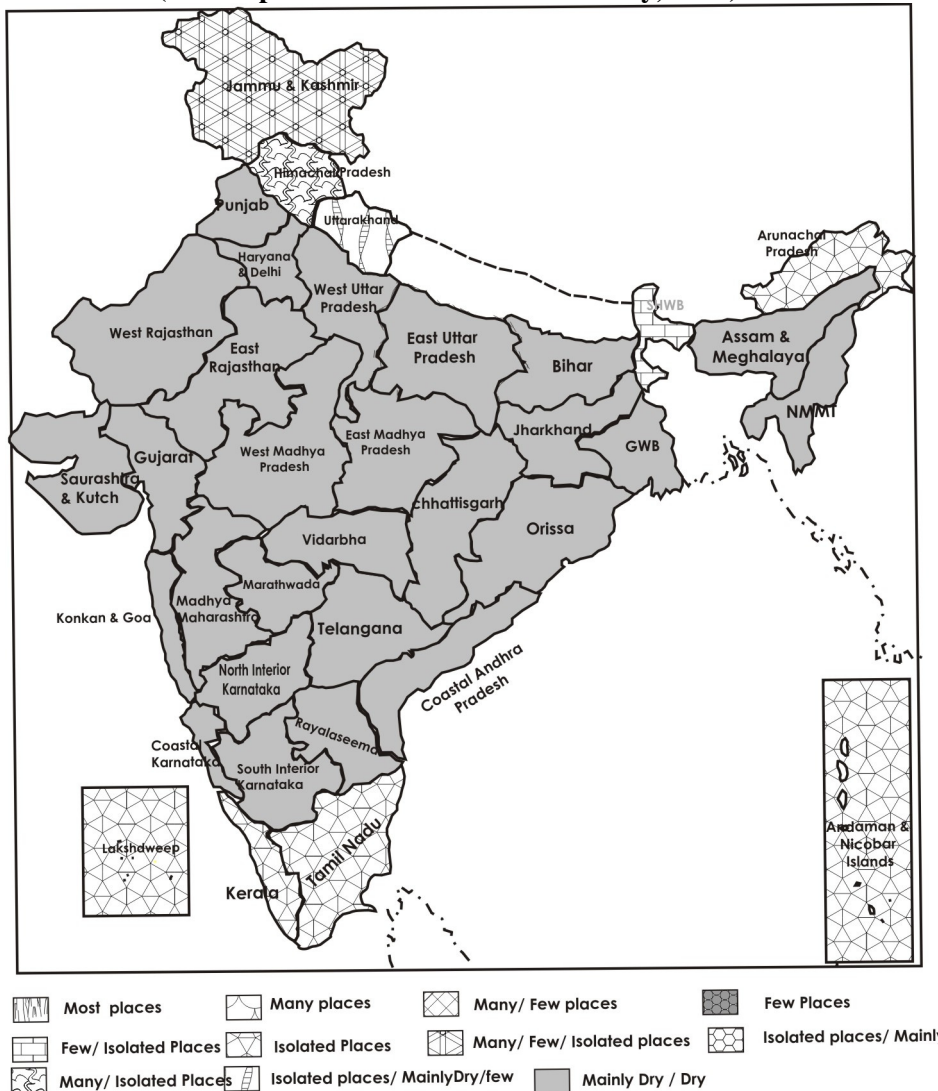 Jammu & Kashmir
Himachal Pradesh
Punjab
Uttarakhand
Arunachal
Pradesh
Haryana
& Delhi
West Uttar
Pradesh
SHWB
West Rajasthan
East
Rajasthan
East Uttar
Pradesh
Bihar
Assam &
Meghalaya
NMMT
Jharkhand
GWB
Gujarat
West Madhya
Pradesh
East Madhya
Pradesh
Saurashtra
& Kutch
chhattisgarh
Orissa
Vidarbha
Marathwada
Madhya
Maharashtra
Konkan & Goa
Telangana
North Interior
Karnataka
Coastal Andhra
Pradesh
Rayalaseema
Coastal
Karnataka
South Interior
Karnataka
Lakshdweep
Tamil Nadu
Kerala
Andaman &
Nicobar
Islands
Most places
Many places
Many/ Few places
Few Places
Few/ Isolated Places
Isolated Places
Many/ Few/ Isolated places
Isolated places/ Mainl
Many/ Isolated Places
Isolated places/ MainlyDry/few
Mainly Dry / Dry